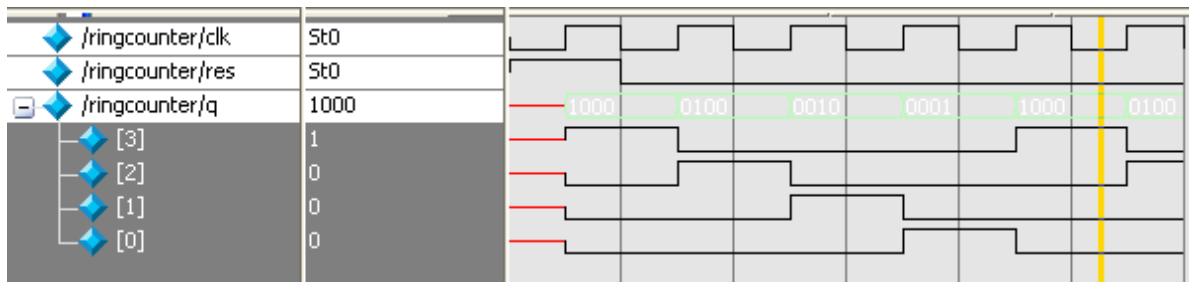 /ringcounter/clk St0
/ringcounter/res St0
/ringcounter/q 1000 1000 0100 0010 0001 1000 0100
[3] 1
[2] 0
[1] 0
[0] 0